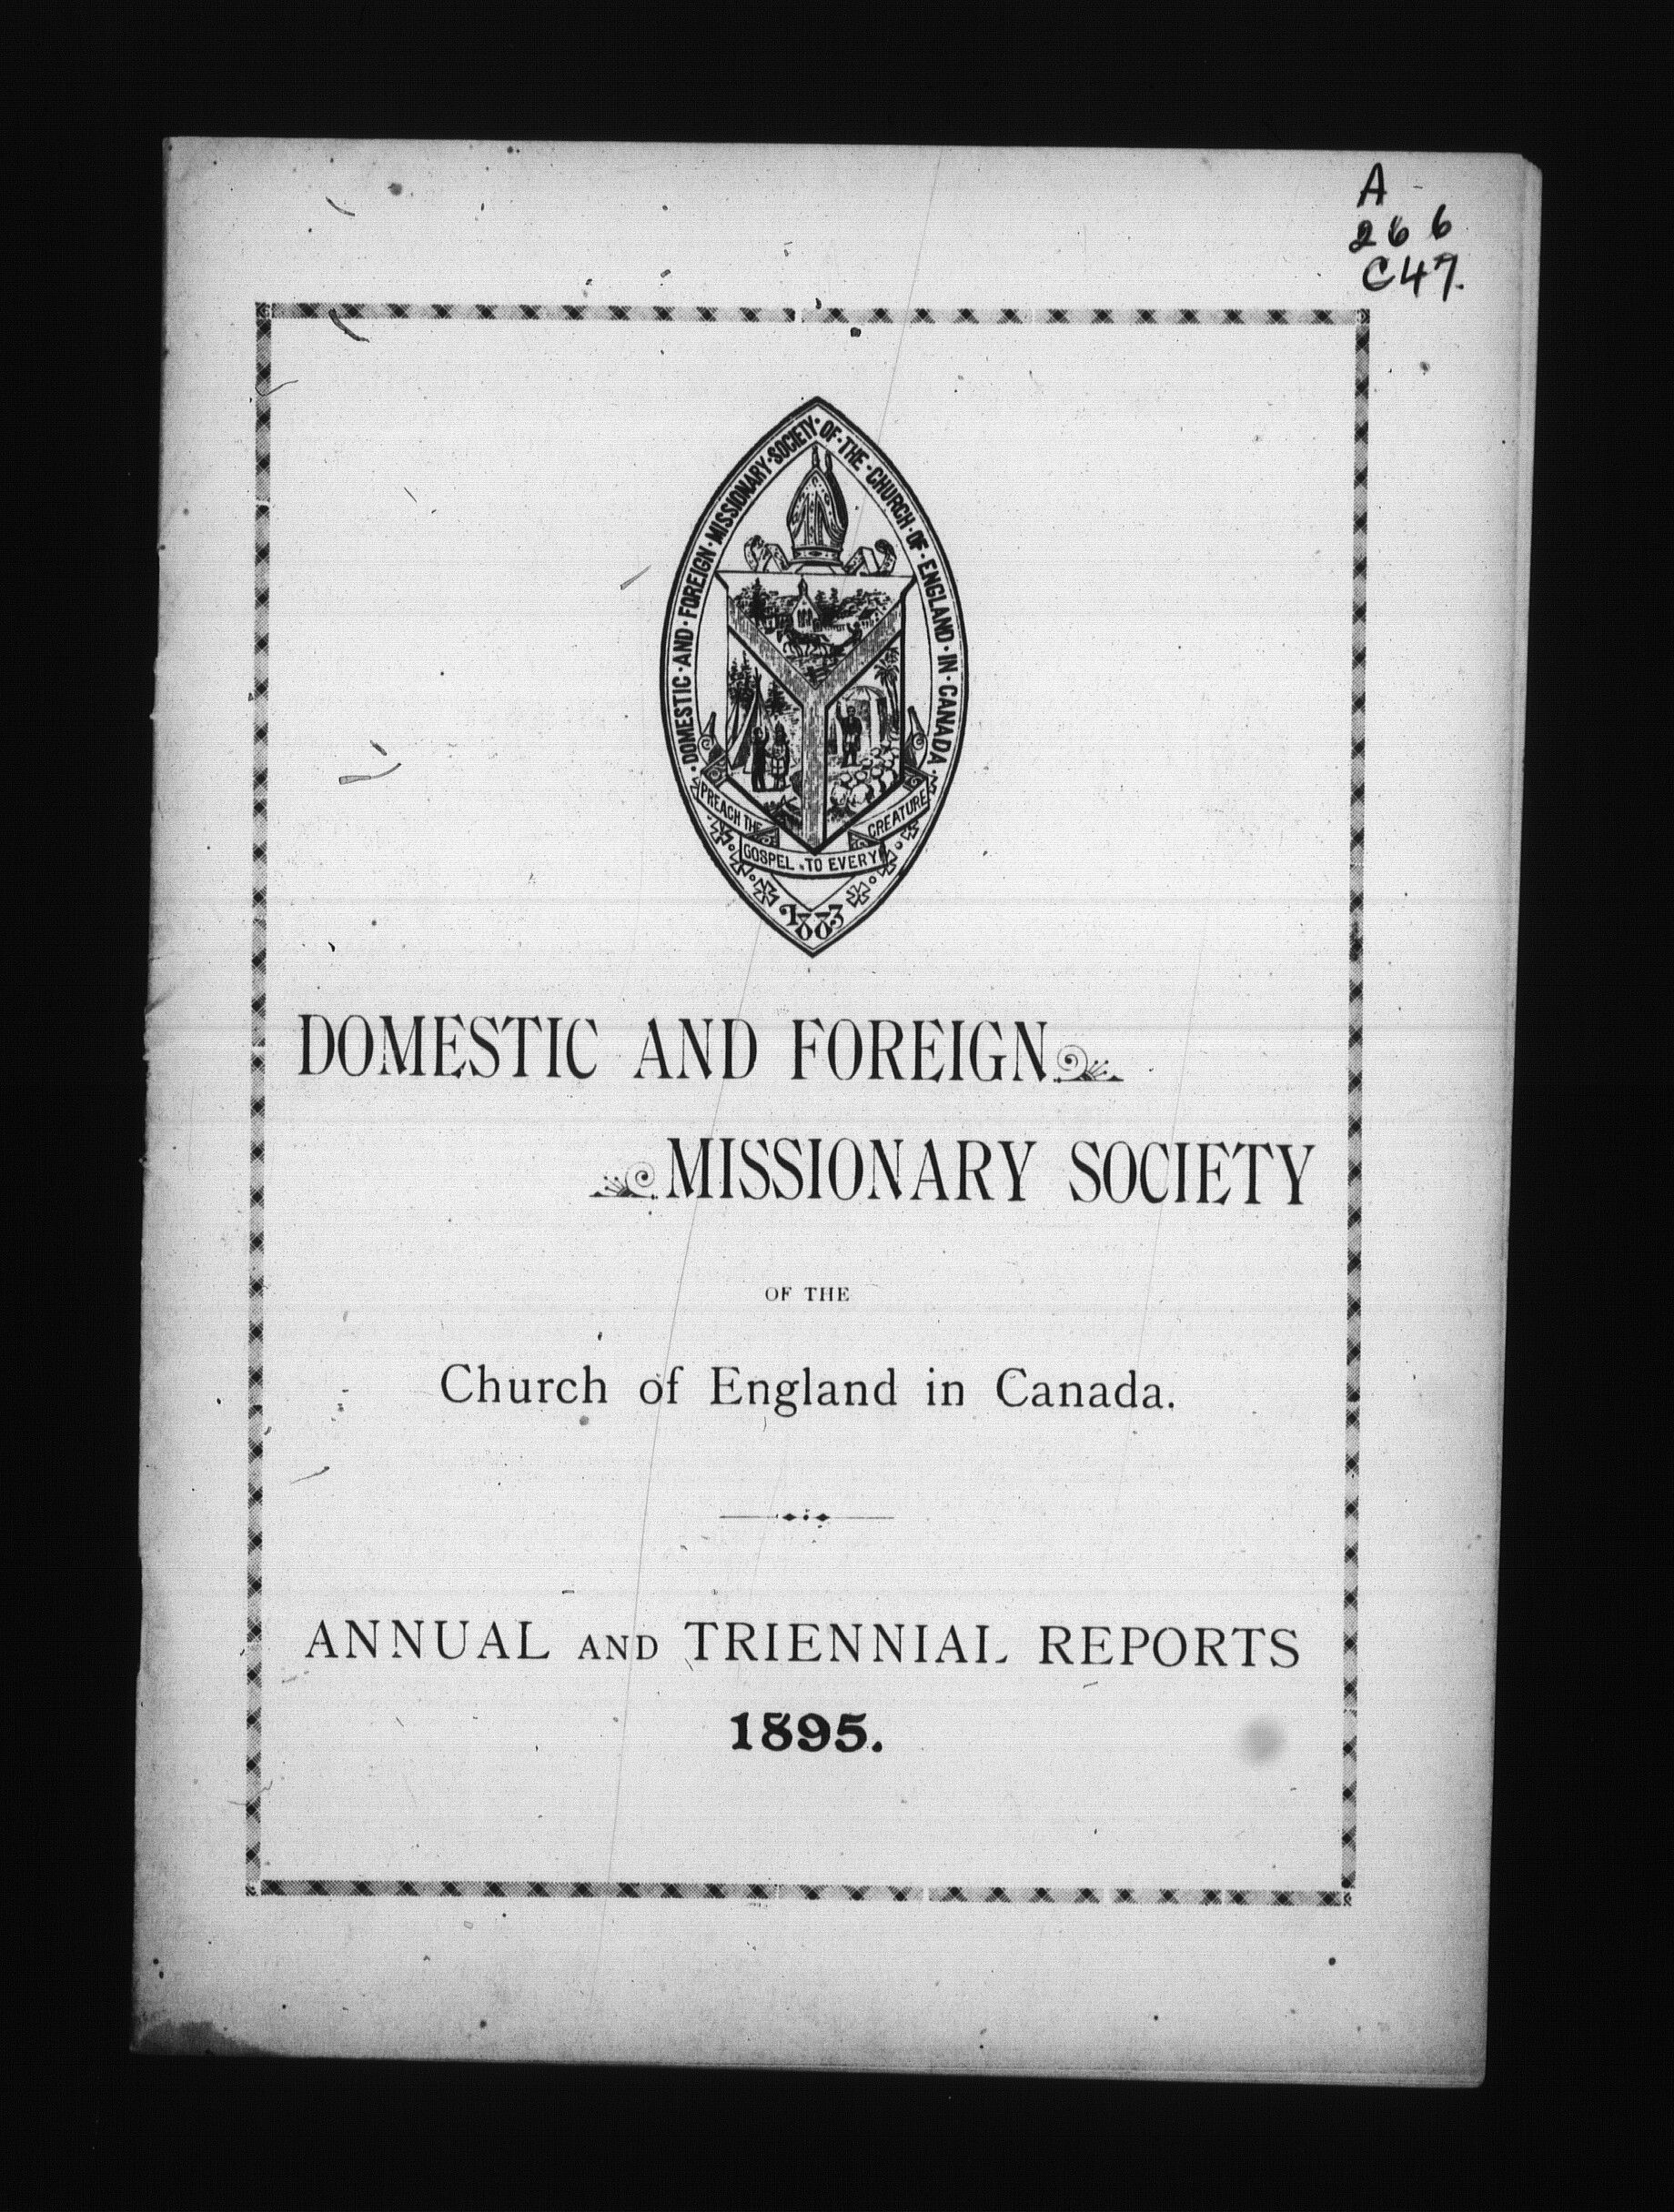 A
266
C47.
· DOMESTIC · AND · FOREIGN · MISSIONARY · SOCIETY · OF · THE · CHURCH · OF · ENGLAND · IN · CANADA ·
PREACH THE
GOSPEL TO EVERY
CREATURE
1883
DOMESTIC AND FOREIGN
MISSIONARY SOCIETY
OF THE
Church of England in Canada.
ANNUAL AND TRIENNIAL REPORTS
1895.